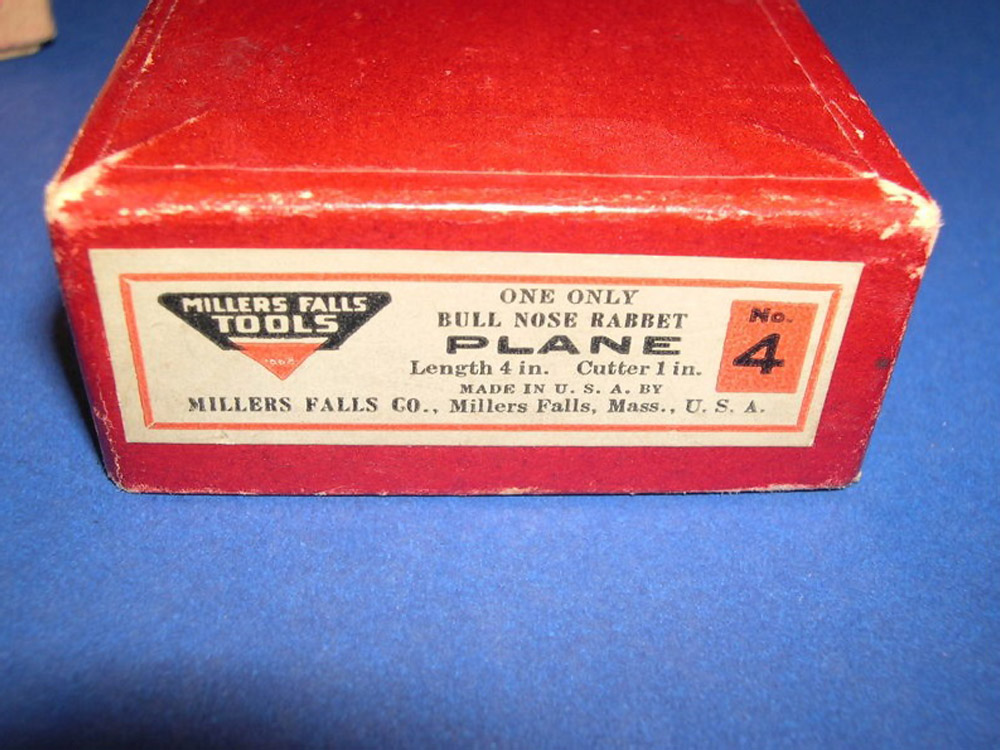 MILLERS FALLS
TOOLS
ONE ONLY
BULL NOSE RABBET
PLANE
Length 4 in. Cutter 1 in.
MADE IN U. S. A. BY
MILLERS FALLS CO., Millers Falls, Mass., U. S. A.
No.
4